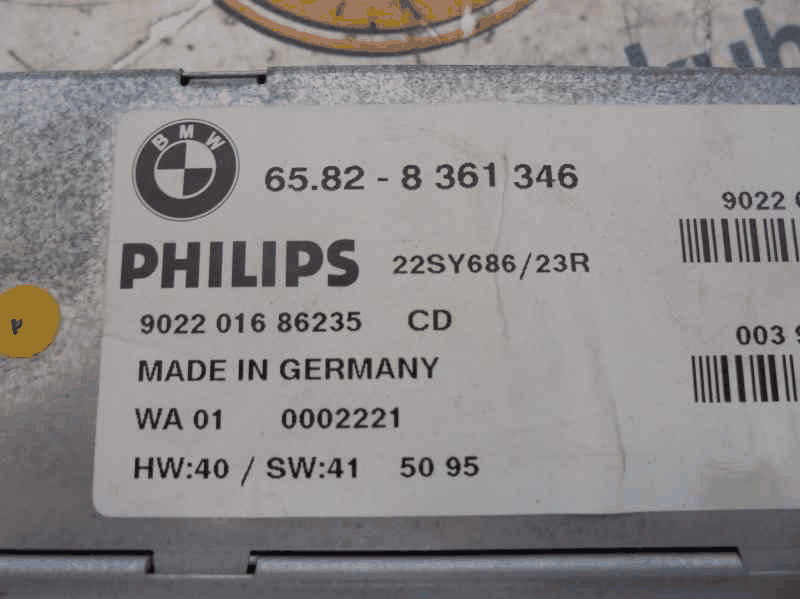 BMW
65.82 - 8 361 346
PHILIPS 22SY686/23R
9022 016 86235 CD
MADE IN GERMANY
WA 01 0002221
HW:40 / SW:41 50 95
9022
003